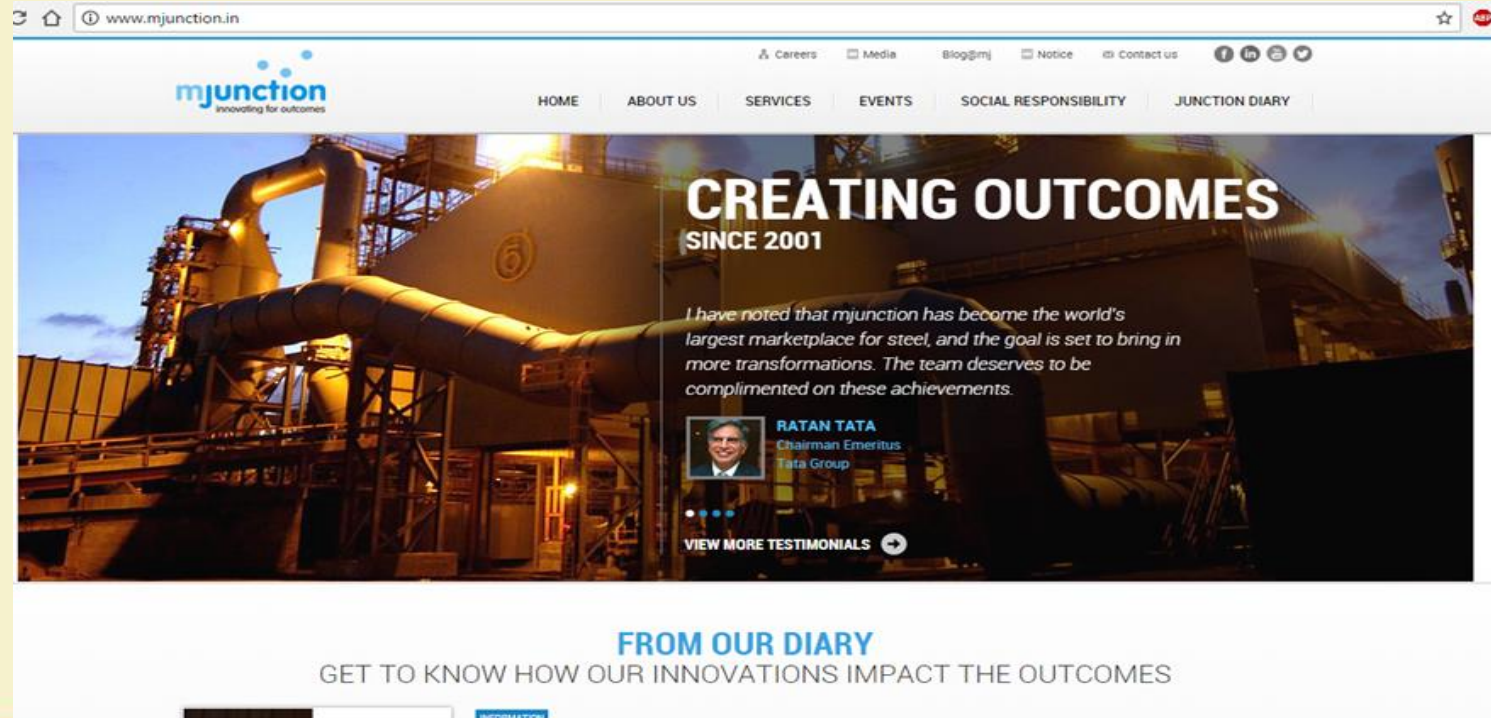 www.mjunction.in
ABP
Careers Media Blog@mj Notice Contact us
mjunction
innovating for outcomes
HOME ABOUT US SERVICES EVENTS SOCIAL RESPONSIBILITY JUNCTION DIARY
CREATING OUTCOMES
SINCE 2001
I have noted that mjunction has become the world's
largest marketplace for steel, and the goal is set to bring in
more transformations. The team deserves to be
complimented on these achievements.
RATAN TATA
Chairman Emeritus
Tata Group
VIEW MORE TESTIMONIALS
FROM OUR DIARY
GET TO KNOW HOW OUR INNOVATIONS IMPACT THE OUTCOMES
INFORMATION